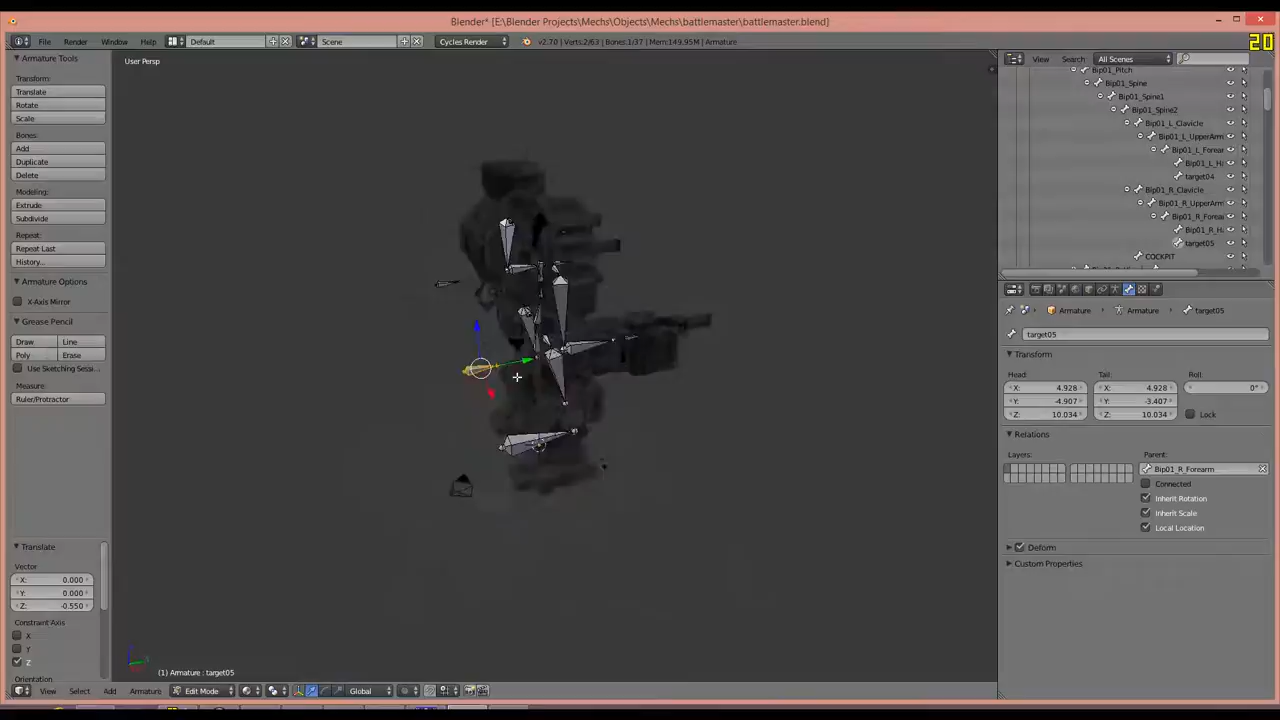 Blender* [E:\Blender Projects\Mechs\Objects\Mechs\battlemaster\battlemaster.blend]
20
File Render Window Help Default Scene Cycles Render v2.70 | Verts:2/63 | Bones:1/37 | Mem:149.95M | Armature
Armature Tools
Transform:
Translate
Rotate
Scale
Bones:
Add
Duplicate
Delete
Modeling:
Extrude
Subdivide
Repeat:
Repeat Last
History...
Armature Options
X-Axis Mirror
Grease Pencil
Draw Line
Poly Erase
Use Sketching Sessi...
Measure:
Ruler/Protractor
Translate
Vector
X: 0.000
Y: 0.000
Z: -0.550
Constraint Axis
X
Y
Z
Orientation
User Persp
(1) Armature : target05
View Select Add Armature Edit Mode Global
View Search All Scenes
Bip01_Pitch
Bip01_Spine
Bip01_Spine1
Bip01_Spine2
Bip01_L_Clavicle
Bip01_L_UpperArm
Bip01_L_Forear
Bip01_L_Ha
target04
Bip01_R_Clavicle
Bip01_R_UpperArm
Bip01_R_Forear
Bip01_R_Ha
target05
COCKPIT
Armature Armature target05
target05
Transform
Head: Tail: Roll:
X: 4.928 X: 4.928 0°
Y: -4.907 Y: -3.407
Z: 10.034 Z: 10.034 Lock
Relations
Layers: Parent:
Bip01_R_Forearm
Connected
Inherit Rotation
Inherit Scale
Local Location
Deform
Custom Properties